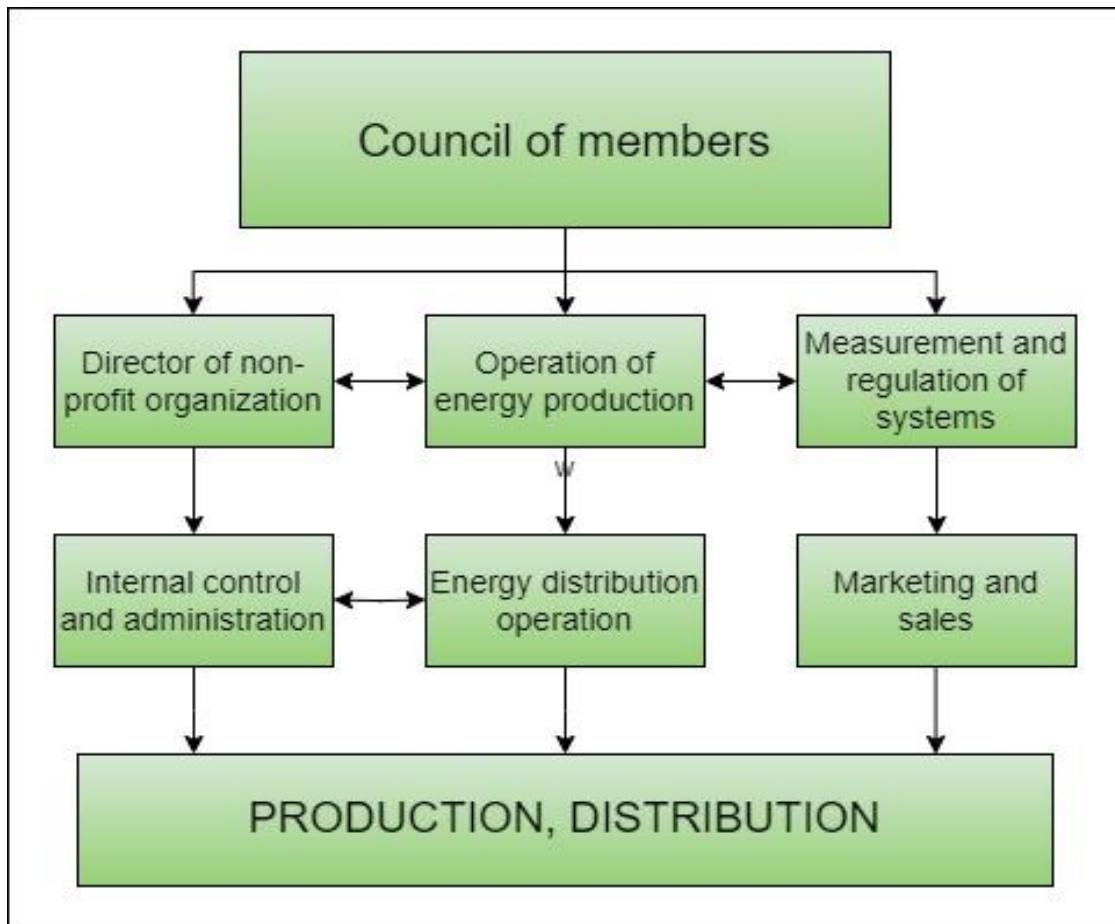 Council of members
Director of non-
profit organization
Operation of
energy production
Measurement and
regulation of
systems
w
Internal control
and administration
Energy distribution
operation
Marketing and
sales
PRODUCTION, DISTRIBUTION